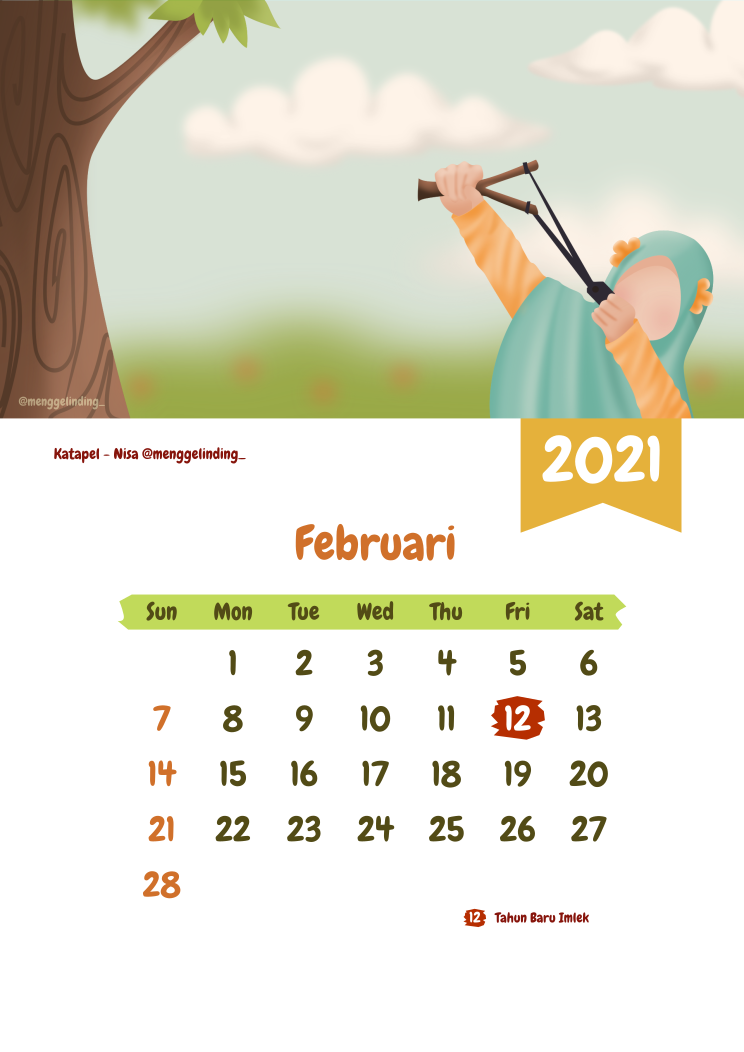 @menggelinding_
Katapel - Nisa @menggelinding_
2021
Februari
Sun Mon Tue Wed Thu Fri Sat
1 2 3 4 5 6
7 8 9 10 11 12 13
14 15 16 17 18 19 20
21 22 23 24 25 26 27
28
12 Tahun Baru Imlek